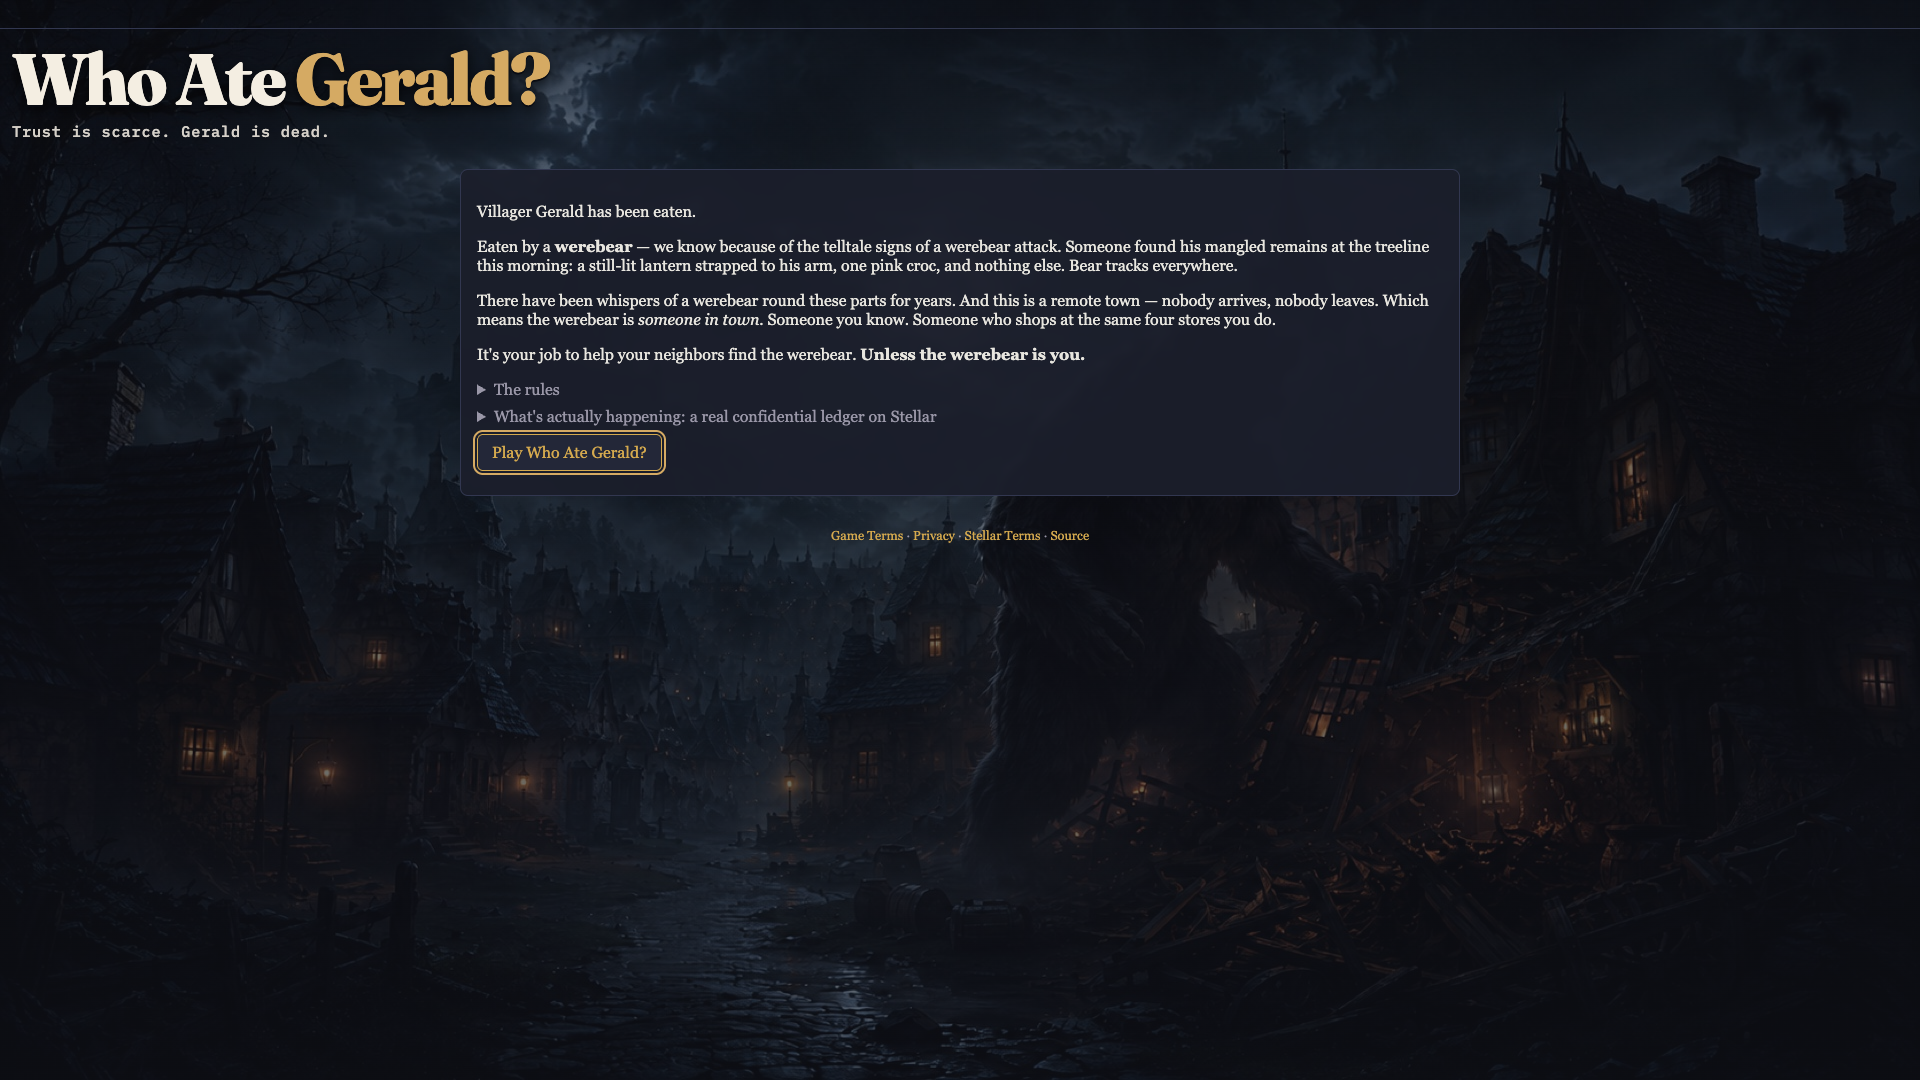 Who Ate Gerald?
Trust is scarce. Gerald is dead.
Villager Gerald has been eaten.
Eaten by a werebear — we know because of the telltale signs of a werebear attack. Someone found his mangled remains at the treeline
this morning: a still-lit lantern strapped to his arm, one pink croc, and nothing else. Bear tracks everywhere.
There have been whispers of a werebear round these parts for years. And this is a remote town — nobody arrives, nobody leaves. Which
means the werebear is someone in town. Someone you know. Someone who shops at the same four stores you do.
It's your job to help your neighbors find the werebear. Unless the werebear is you.
The rules
What's actually happening: a real confidential ledger on Stellar
Play Who Ate Gerald?
Game Terms · Privacy · Stellar Terms · Source